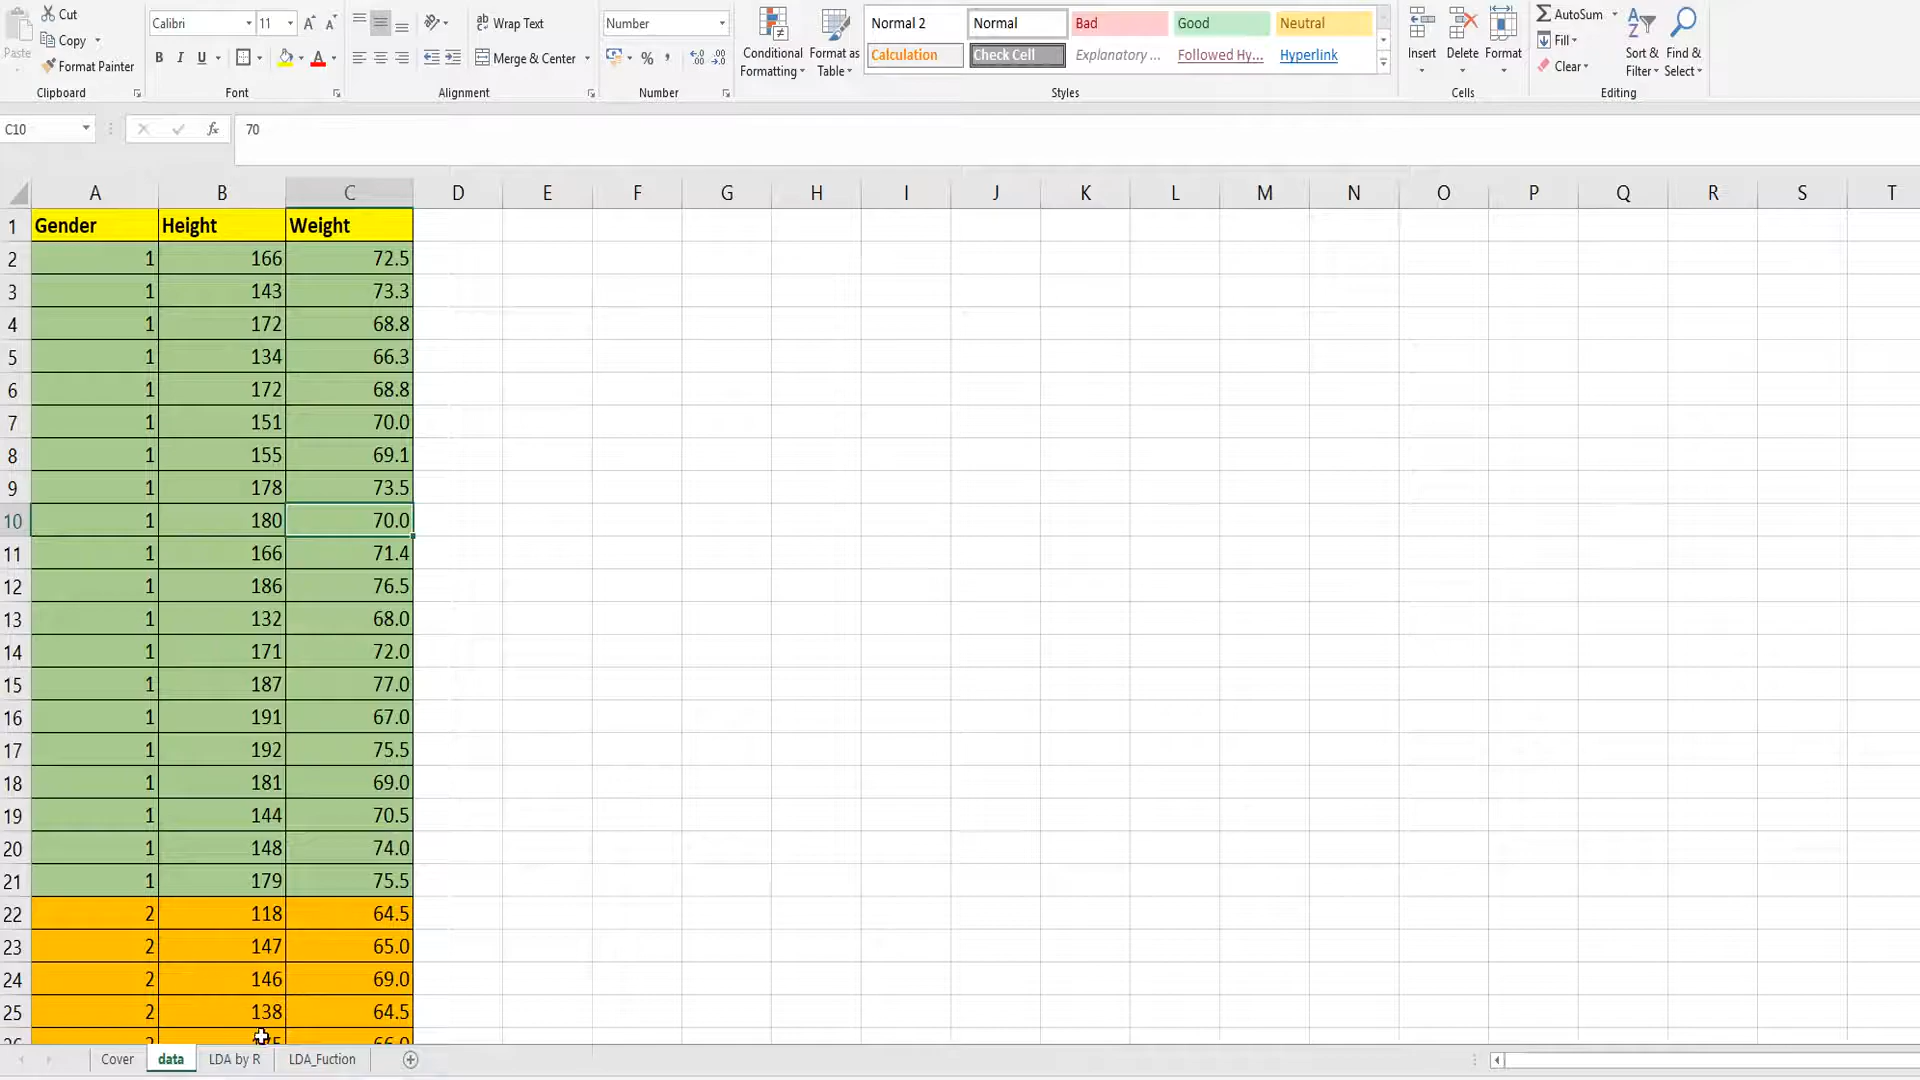 Cut
Copy
Paste
Format Painter
Clipboard
Calibri 11
B I U
Font
Wrap Text
Merge & Center
Alignment
Number
%
Number
Conditional Formatting
Format as Table
Normal 2 Normal Bad Good Neutral
Calculation Check Cell Explanatory ... Followed Hy... Hyperlink
Styles
Insert Delete Format
Cells
AutoSum
Fill
Clear
Sort & Filter
Find & Select
Editing
C10 fx 70
A B C D E F G H I J K L M N O P Q R S T
1 Gender Height Weight
2 1 166 72.5
3 1 143 73.3
4 1 172 68.8
5 1 134 66.3
6 1 172 68.8
7 1 151 70.0
8 1 155 69.1
9 1 178 73.5
10 1 180 70.0
11 1 166 71.4
12 1 186 76.5
13 1 132 68.0
14 1 171 72.0
15 1 187 77.0
16 1 191 67.0
17 1 192 75.5
18 1 181 69.0
19 1 144 70.5
20 1 148 74.0
21 1 179 75.5
22 2 118 64.5
23 2 147 65.0
24 2 146 69.0
25 2 138 64.5
26 2 66.0
Cover data LDA by R LDA_Fuction